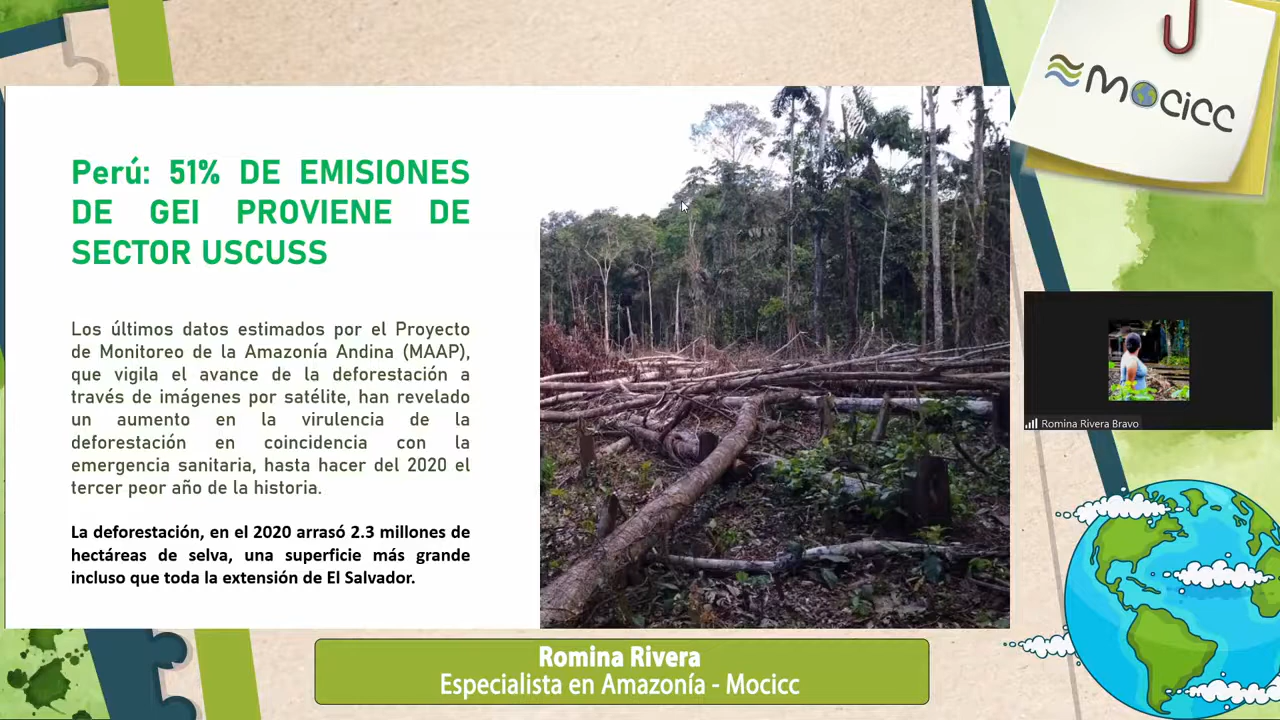 Perú: 51% DE EMISIONES
DE GEI PROVIENE DE
SECTOR USCUSS
Los últimos datos estimados por el Proyecto
de Monitoreo de la Amazonía Andina (MAAP),
que vigila el avance de la deforestación a
través de imágenes por satélite, han revelado
un aumento en la virulencia de la
deforestación en coincidencia con la
emergencia sanitaria, hasta hacer del 2020 el
tercer peor año de la historia.
La deforestación, en el 2020 arrasó 2.3 millones de
hectáreas de selva, una superficie más grande
incluso que toda la extensión de El Salvador.
mocicc
Romina Rivera Bravo
Romina Rivera
Especialista en Amazonía - Mocicc